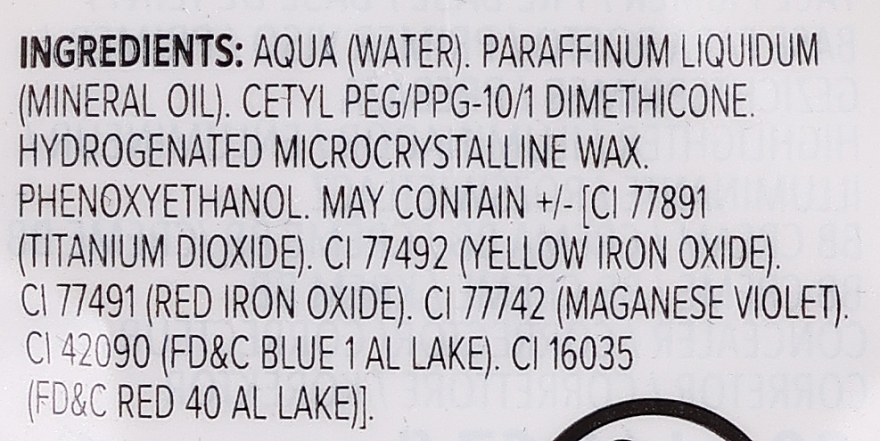 INGREDIENTS: AQUA (WATER). PARAFFINUM LIQUIDUM
(MINERAL OIL). CETYL PEG/PPG-10/1 DIMETHICONE.
HYDROGENATED MICROCRYSTALLINE WAX.
PHENOXYETHANOL. MAY CONTAIN +/- [CI 77891
(TITANIUM DIOXIDE). CI 77492 (YELLOW IRON OXIDE).
CI 77491 (RED IRON OXIDE). CI 77742 (MAGANESE VIOLET).
CI 42090 (FD&C BLUE 1 AL LAKE). CI 16035
(FD&C RED 40 AL LAKE)].